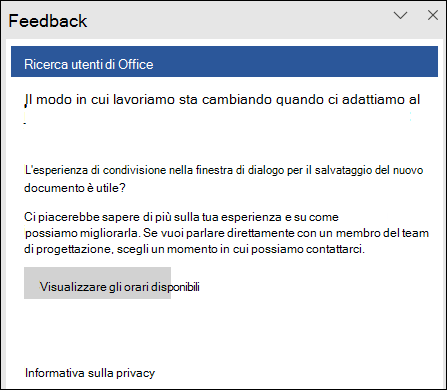 Feedback
Ricerca utenti di Office
Il modo in cui lavoriamo sta cambiando quando ci adattiamo al
.
L'esperienza di condivisione nella finestra di dialogo per il salvataggio del nuovo
documento è utile?
Ci piacerebbe sapere di più sulla tua esperienza e su come
possiamo migliorarla. Se vuoi parlare direttamente con un membro del team
di progettazione, scegli un momento in cui possiamo contattarci.
Visualizzare gli orari disponibili
Informativa sulla privacy